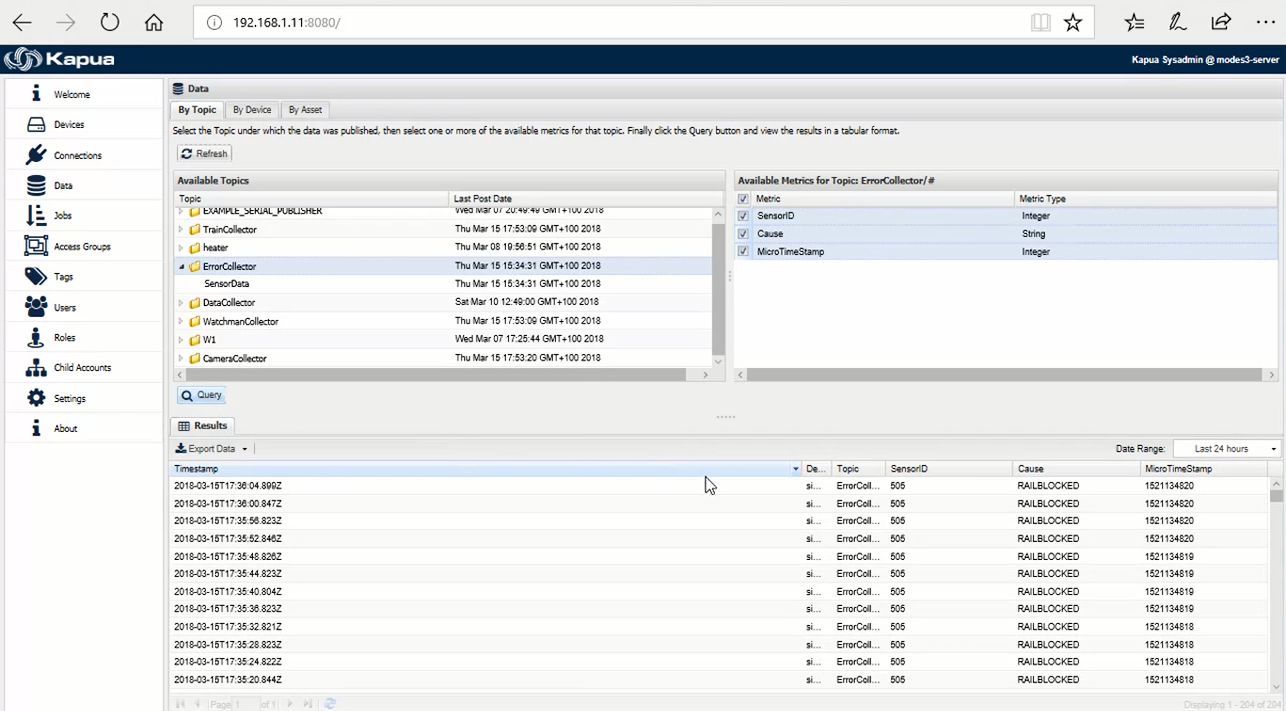 192.168.1.11:8080/
Kapua
Kapua Sysadmin @ modes3-server
Welcome
Devices
Connections
Data
Jobs
Access Groups
Tags
Users
Roles
Child Accounts
Settings
About
Data
By Topic By Device By Asset
Select the Topic under which the data was published, then select one or more of the available metrics for that topic. Finally click the Query button and view the results in a tabular format.
Refresh
Available Topics
Topic Last Post Date
EXAMPLE_SERIAL_PUBLISHER Wed Mar 07 20:49:49 GMT+100 2018
TrainCollector Thu Mar 15 17:53:09 GMT+100 2018
heater Thu Mar 08 19:56:51 GMT+100 2018
ErrorCollector Thu Mar 15 15:34:31 GMT+100 2018
SensorData Thu Mar 15 15:34:31 GMT+100 2018
DataCollector Sat Mar 10 12:49:00 GMT+100 2018
WatchmanCollector Thu Mar 15 17:53:09 GMT+100 2018
W1 Wed Mar 07 17:25:44 GMT+100 2018
CameraCollector Thu Mar 15 17:53:20 GMT+100 2018
Available Metrics for Topic: ErrorCollector/#
Metric Metric Type
SensorID Integer
Cause String
MicroTimeStamp Integer
Query
Results
Export Data Date Range: Last 24 hours
Timestamp De... Topic SensorID Cause MicroTimeStamp
2018-03-15T17:36:04.899Z si... ErrorColl... 505 RAILBLOCKED 1521134820
2018-03-15T17:36:00.847Z si... ErrorColl... 505 RAILBLOCKED 1521134820
2018-03-15T17:35:56.823Z si... ErrorColl... 505 RAILBLOCKED 1521134820
2018-03-15T17:35:52.846Z si... ErrorColl... 505 RAILBLOCKED 1521134820
2018-03-15T17:35:48.826Z si... ErrorColl... 505 RAILBLOCKED 1521134819
2018-03-15T17:35:44.823Z si... ErrorColl... 505 RAILBLOCKED 1521134819
2018-03-15T17:35:40.804Z si... ErrorColl... 505 RAILBLOCKED 1521134819
2018-03-15T17:35:36.823Z si... ErrorColl... 505 RAILBLOCKED 1521134819
2018-03-15T17:35:32.821Z si... ErrorColl... 505 RAILBLOCKED 1521134818
2018-03-15T17:35:28.823Z si... ErrorColl... 505 RAILBLOCKED 1521134818
2018-03-15T17:35:24.822Z si... ErrorColl... 505 RAILBLOCKED 1521134818
2018-03-15T17:35:20.844Z si... ErrorColl... 505 RAILBLOCKED 1521134818
Page 1 of 1 Displaying 1 - 204 of 204